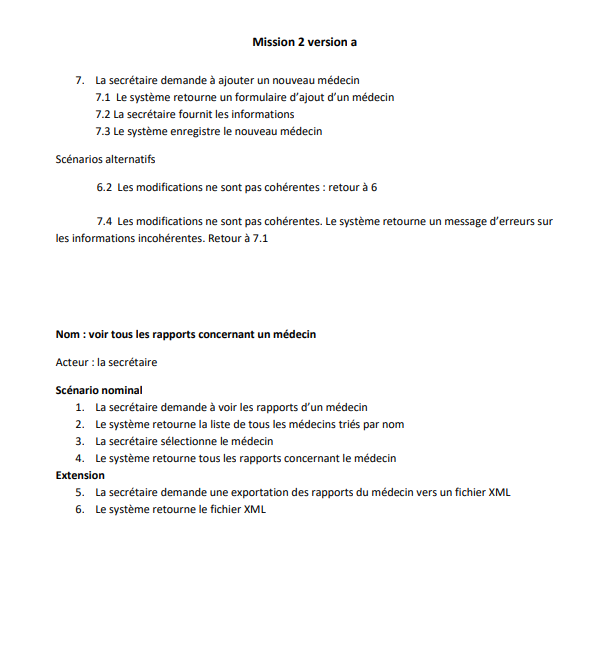 Mission 2 version a
7. La secrétaire demande à ajouter un nouveau médecin
7.1 Le système retourne un formulaire d’ajout d’un médecin
7.2 La secrétaire fournit les informations
7.3 Le système enregistre le nouveau médecin
Scénarios alternatifs
6.2 Les modifications ne sont pas cohérentes : retour à 6
7.4 Les modifications ne sont pas cohérentes. Le système retourne un message d’erreurs sur
les informations incohérentes. Retour à 7.1
Nom : voir tous les rapports concernant un médecin
Acteur : la secrétaire
Scénario nominal
1. La secrétaire demande à voir les rapports d’un médecin
2. Le système retourne la liste de tous les médecins triés par nom
3. La secrétaire sélectionne le médecin
4. Le système retourne tous les rapports concernant le médecin
Extension
5. La secrétaire demande une exportation des rapports du médecin vers un fichier XML
6. Le système retourne le fichier XML